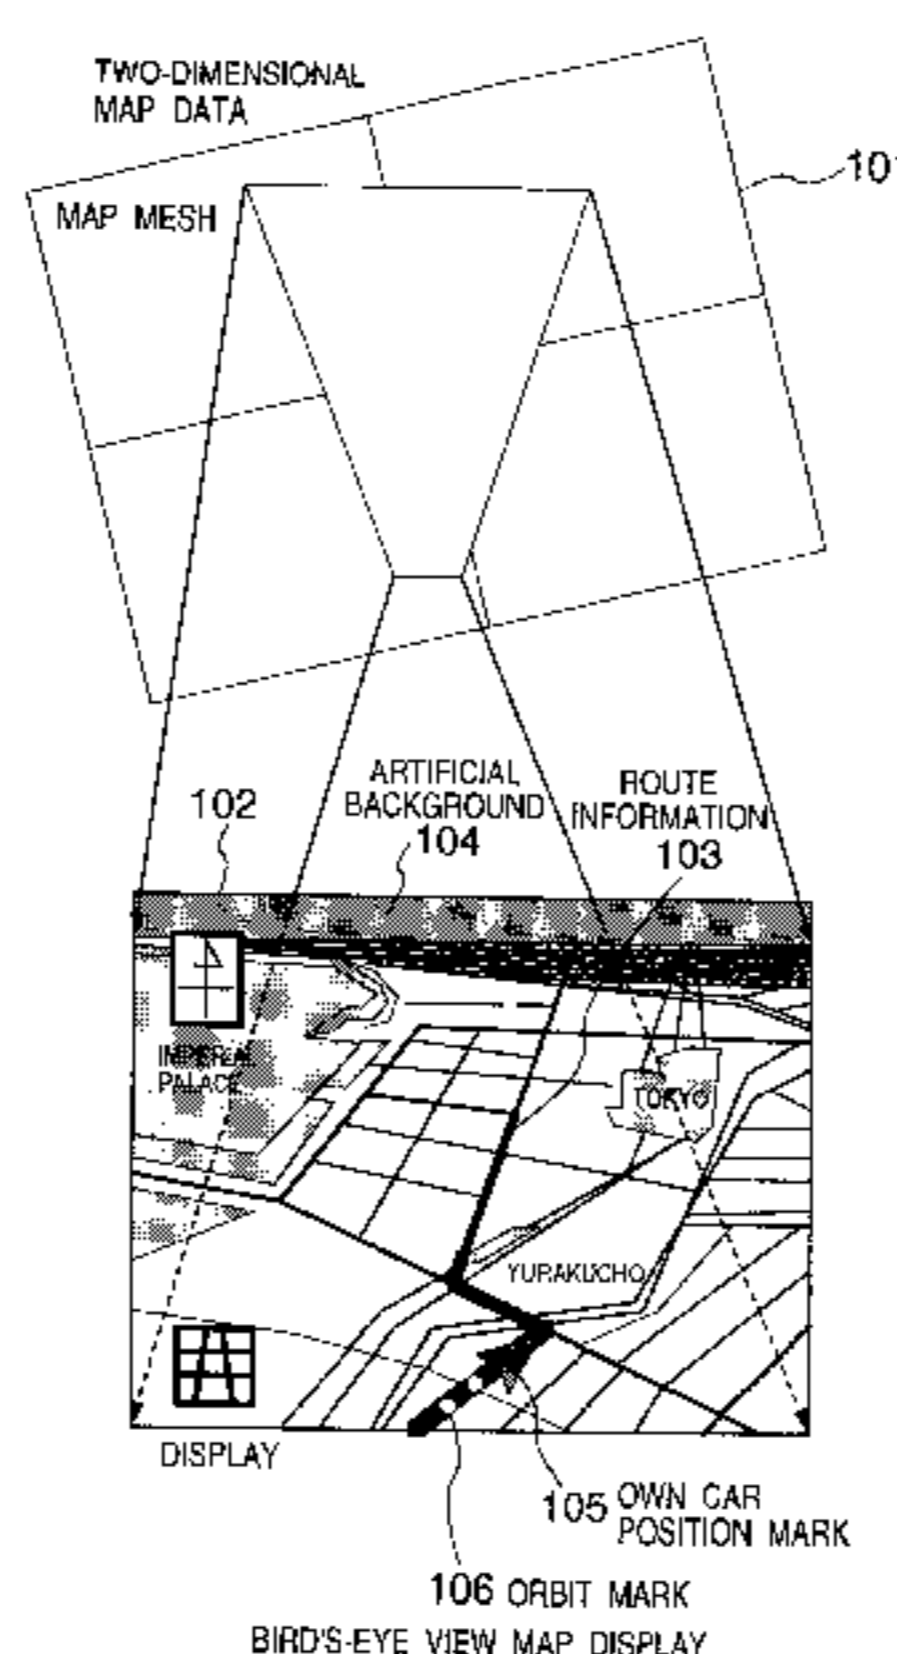 TWO-DIMENSIONAL
MAP DATA
101
MAP MESH
102
ARTIFICIAL
BACKGROUND
104
ROUTE
INFORMATION
103
IMPERIAL
PALACE
TOKYO
YURAKUCHO
DISPLAY
105 OWN CAR
POSITION MARK
106 ORBIT MARK
BIRD'S-EYE VIEW MAP DISPLAY